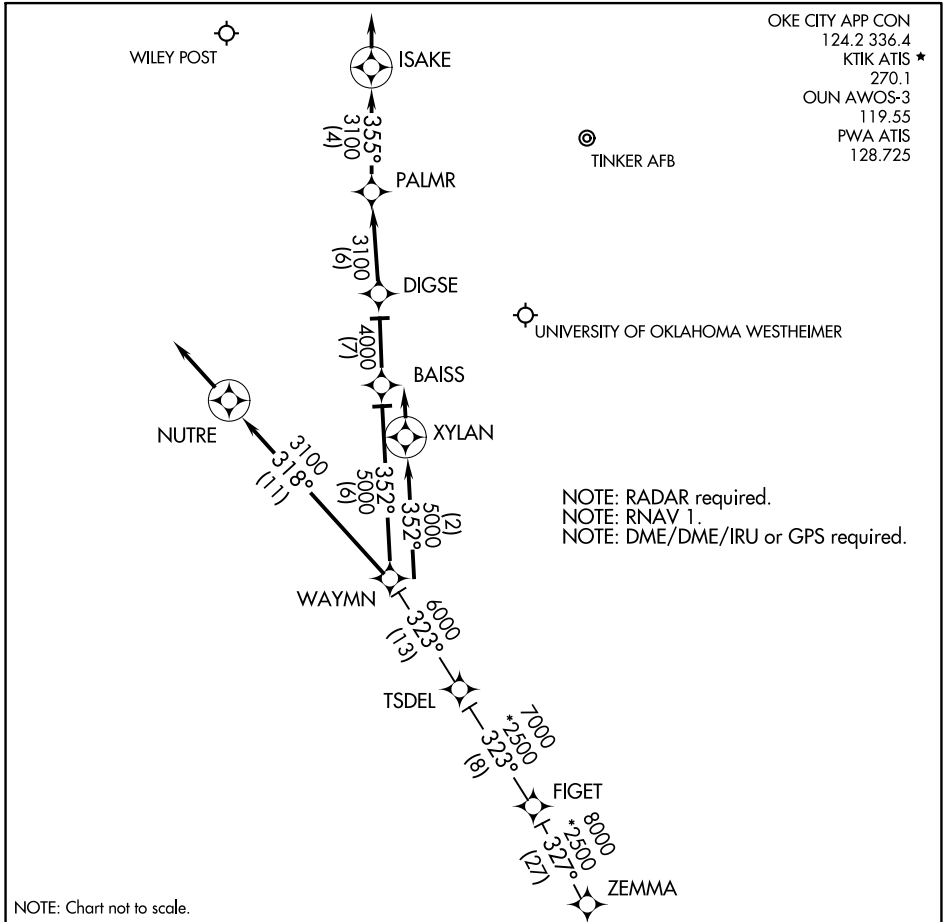 OKE CITY APP CON
124.2 336.4
KTIK ATIS ★
270.1
OUN AWOS-3
119.55
PWA ATIS
128.725
WILEY POST
ISAKE
355°
3100
(4)
TINKER AFB
PALMR
3100
(6)
DIGSE
UNIVERSITY OF OKLAHOMA WESTHEIMER
4000
(7)
BAISS
NUTRE
XYLAN
3100
318°
(11)
352°
5000
(6)
(2)
5000
352°
NOTE: RADAR required.
NOTE: RNAV 1.
NOTE: DME/DME/IRU or GPS required.
WAYMN
6000
323°
(13)
TSDEL
7000
*2500
323°
(8)
FIGET
8000
*2500
327°
(27)
ZEMMA
NOTE: Chart not to scale.